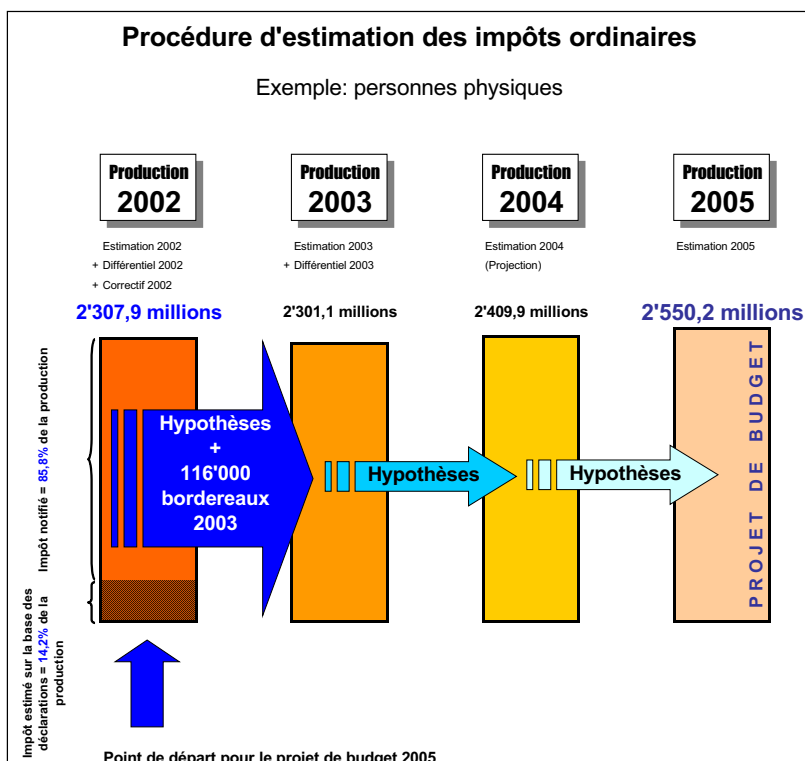 Procédure d'estimation des impôts ordinaires
Exemple: personnes physiques
Production
2002
Production
2003
Production
2004
Production
2005
Estimation 2002
+ Différentiel 2002
+ Correctif 2002
Estimation 2003
+ Différentiel 2003
Estimation 2004
(Projection)
Estimation 2005
2'307,9 millions
2'301,1 millions
2'409,9 millions
2'550,2 millions
Impôt notifié = 85,8% de la production
Hypothèses
+
116'000
bordereaux
2003
Hypothèses
Hypothèses
PROJET DE BUDGET
Impôt estimé sur la base des
déclarations = 14,2% de la
production
Point de départ pour le projet de budget 2005